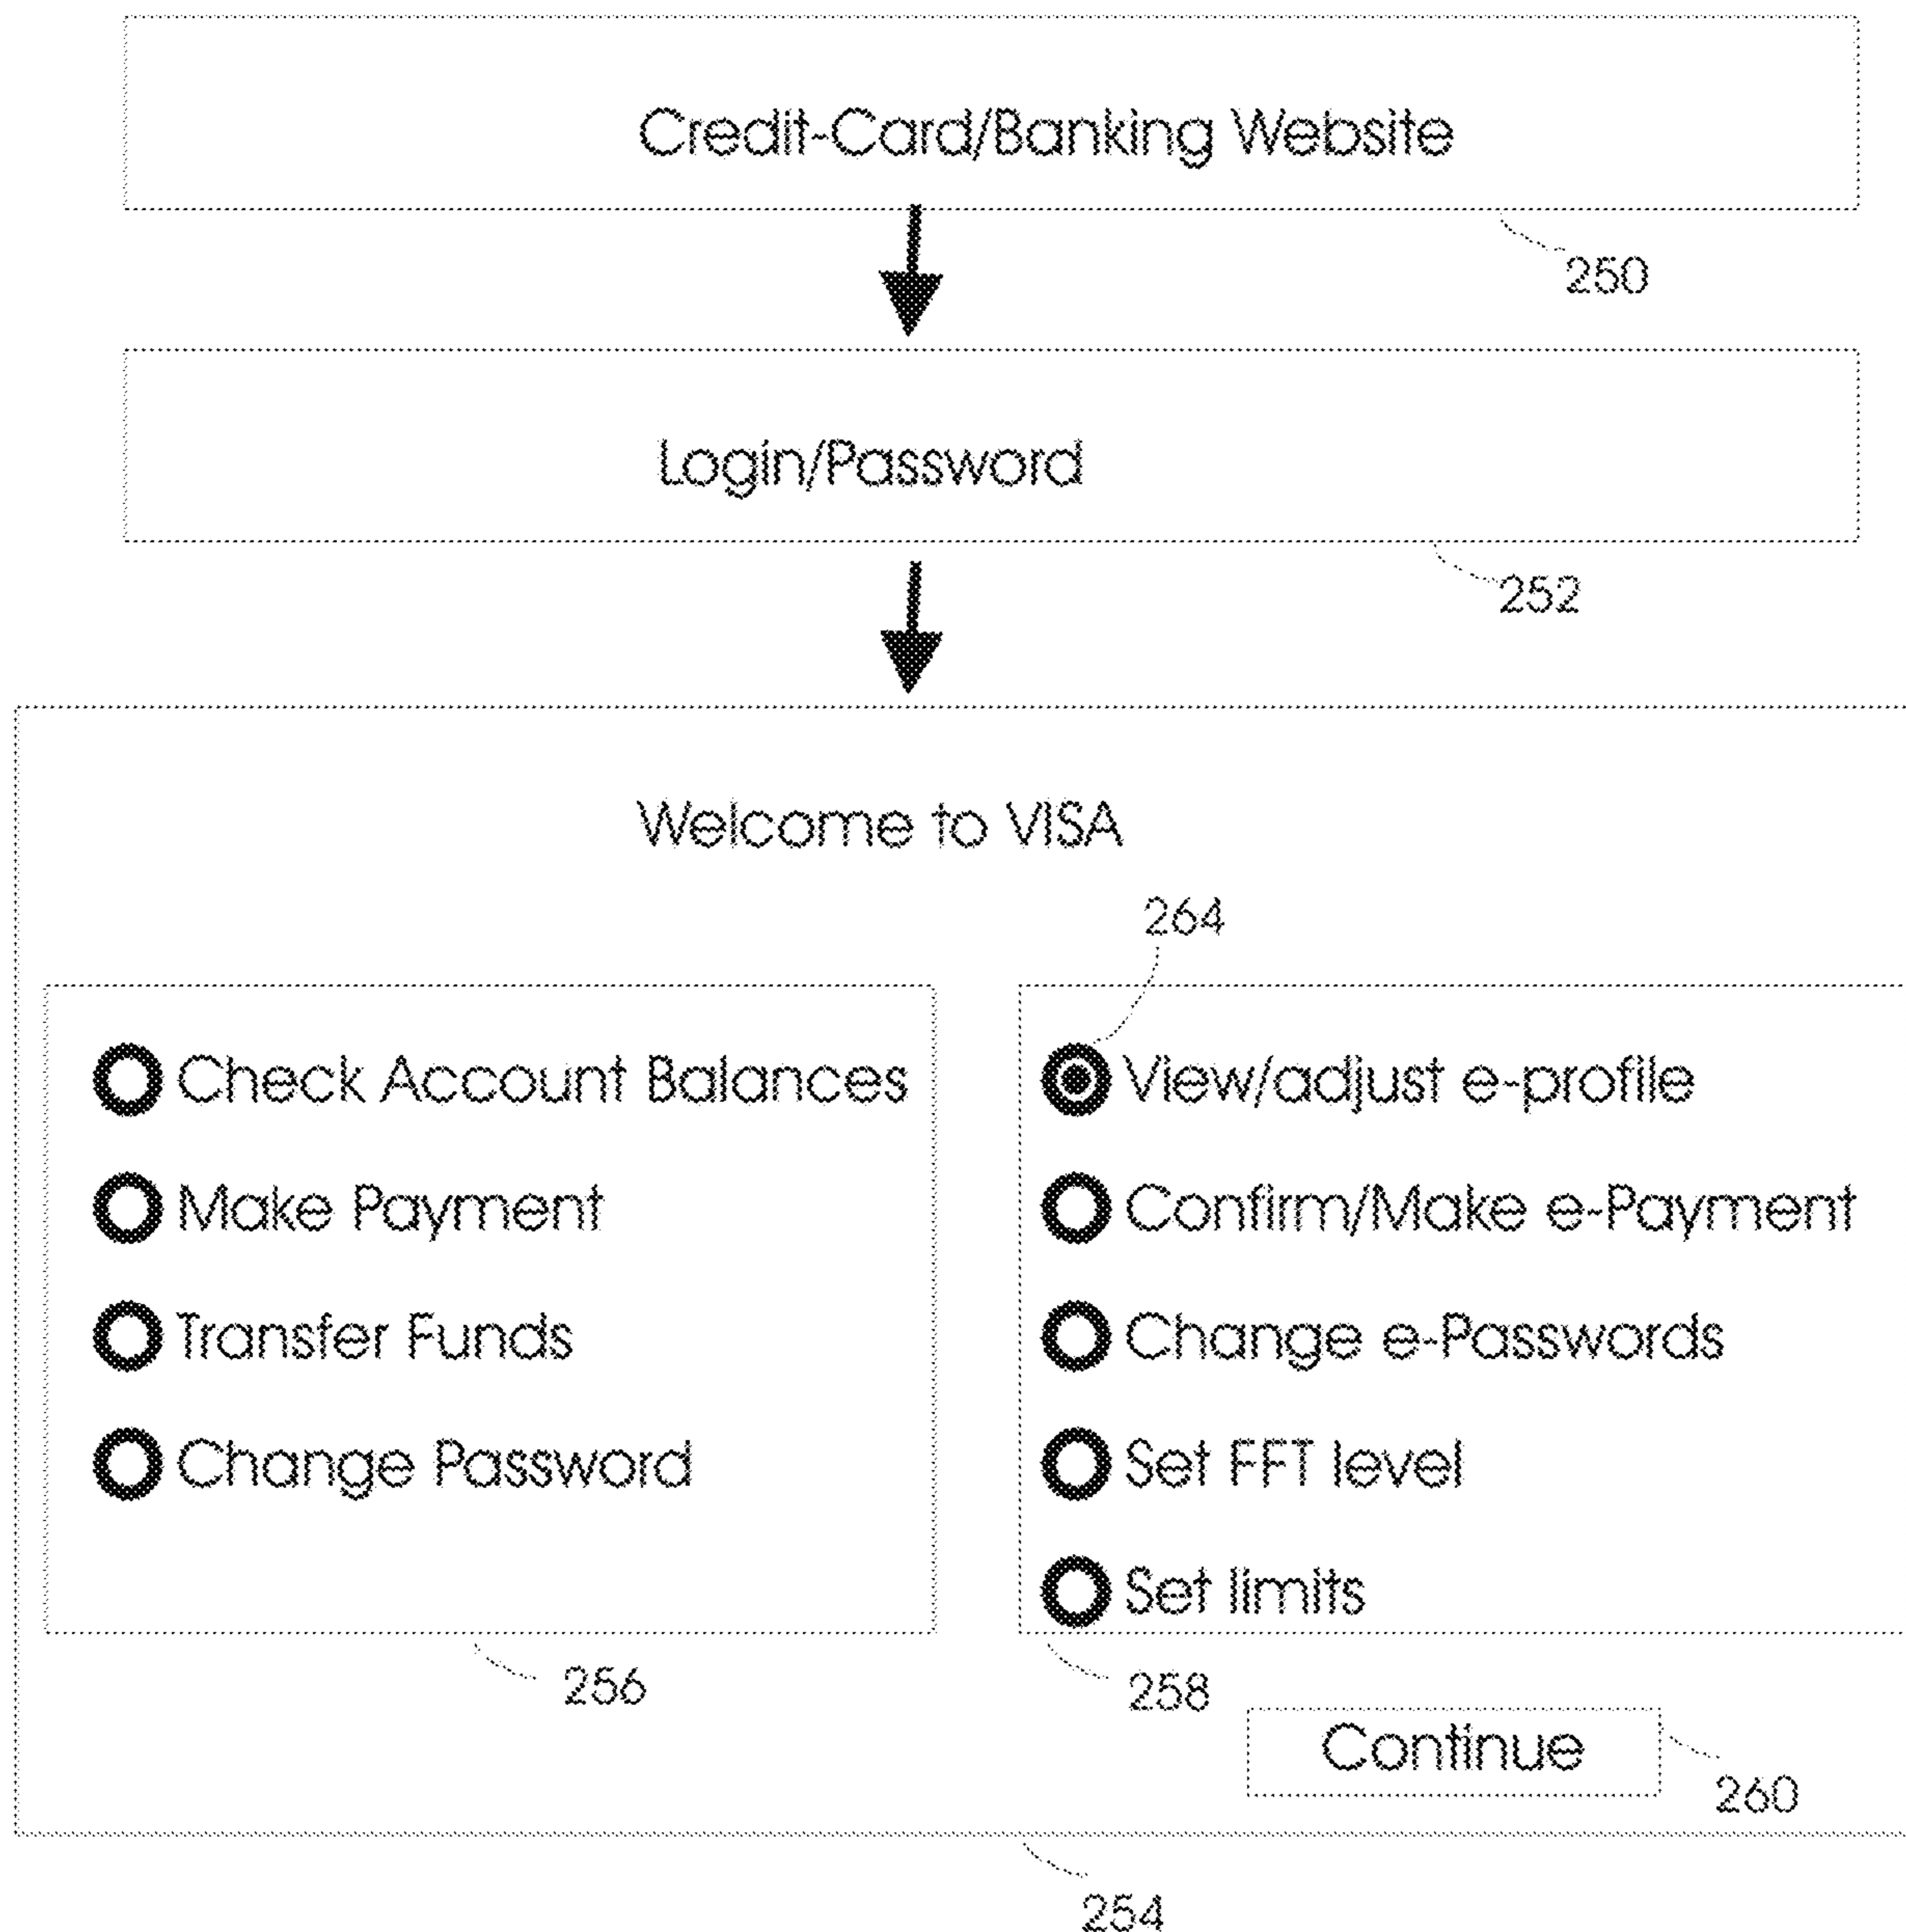 Credit-Card/Banking Website
250
Login/Password
252
Welcome to VISA
264
Check Account Balances
Make Payment
Transfer Funds
Change Password
256
View/adjust e-profile
Confirm/Make e-Payment
Change e-Passwords
Set FFT level
Set limits
258
Continue
260
254